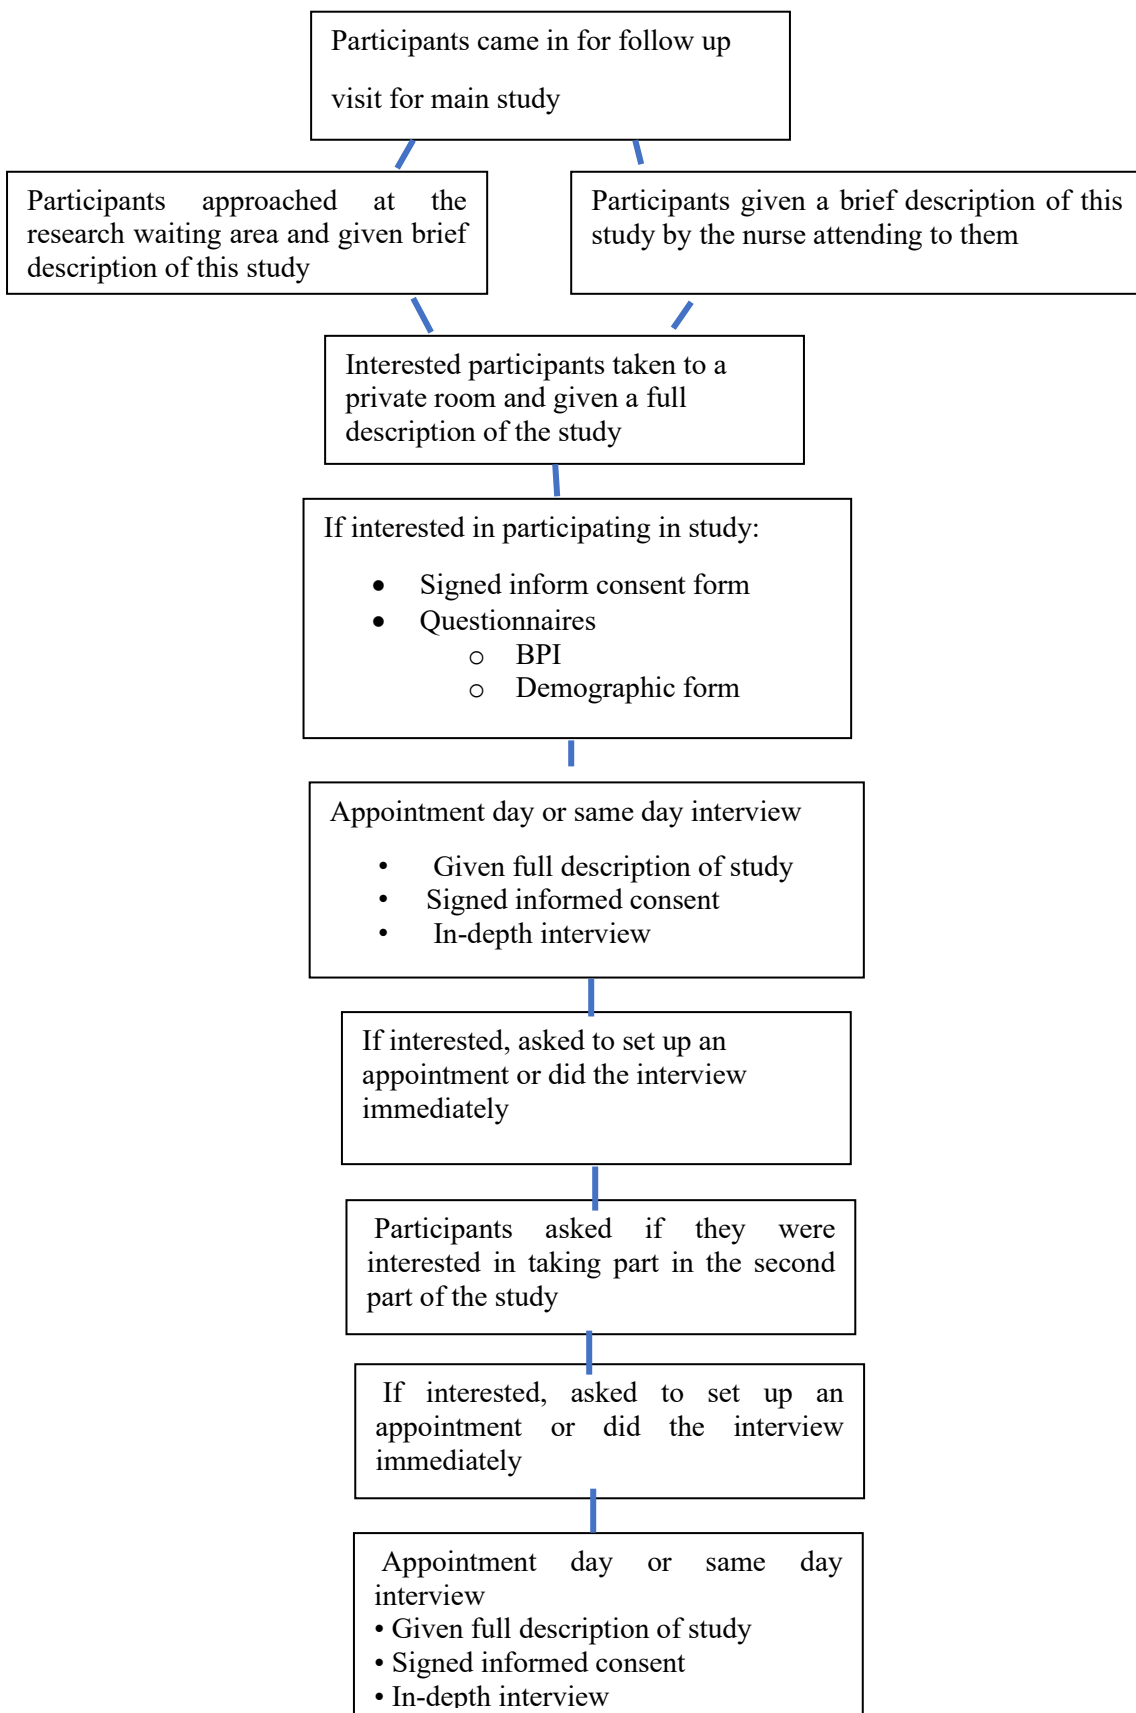 Participants came in for follow up
visit for main study
Participants approached at the
research waiting area and given brief
description of this study
Participants given a brief description of this
study by the nurse attending to them
Interested participants taken to a
private room and given a full
description of the study
If interested in participating in study:
• Signed inform consent form
• Questionnaires
o BPI
o Demographic form
Appointment day or same day interview
• Given full description of study
• Signed informed consent
• In-depth interview
If interested, asked to set up an
appointment or did the interview
immediately
Participants asked if they were
interested in taking part in the second
part of the study
If interested, asked to set up an
appointment or did the interview
immediately
Appointment day or same day
interview
• Given full description of study
• Signed informed consent
• In-depth interview